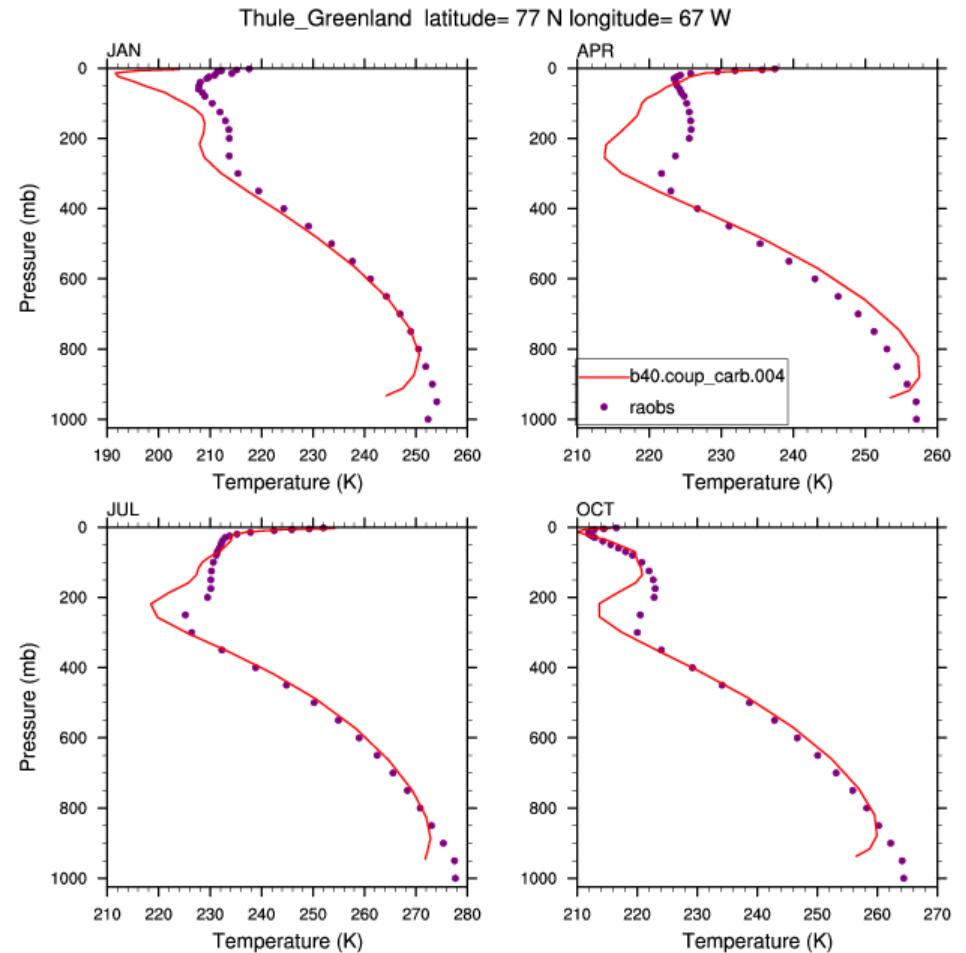 Thule_Greenland latitude= 77 N longitude= 67 W
JAN
0
200
400
600
800
1000
Pressure (mb)
190 200 210 220 230 240 250 260
Temperature (K)
APR
0
200
400
600
800
1000
b40.coup_carb.004
raobs
210 220 230 240 250 260
Temperature (K)
JUL
0
200
400
600
800
1000
Pressure (mb)
210 220 230 240 250 260 270 280
Temperature (K)
OCT
0
200
400
600
800
1000
210 220 230 240 250 260 270
Temperature (K)